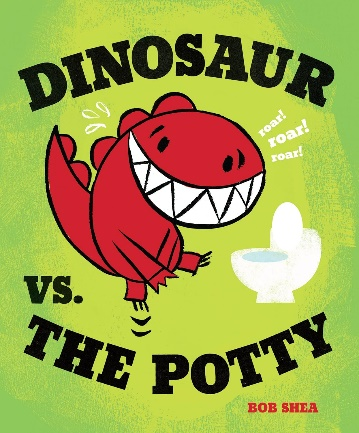 DINOSAUR
roar!
roar!
roar!
VS.
THE POTTY
BOB SHEA